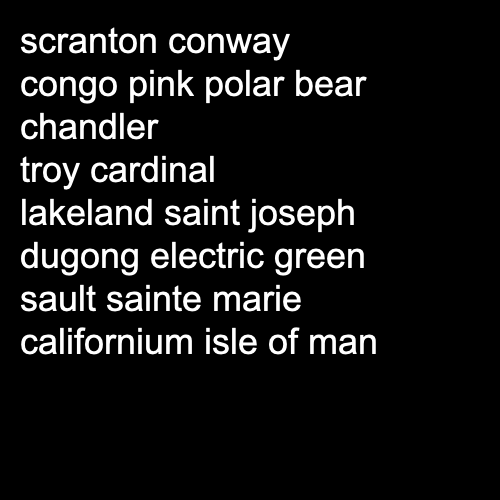 scranton conway
congo pink polar bear
chandler
troy cardinal
lakeland saint joseph
dugong electric green
sault sainte marie
californium isle of man